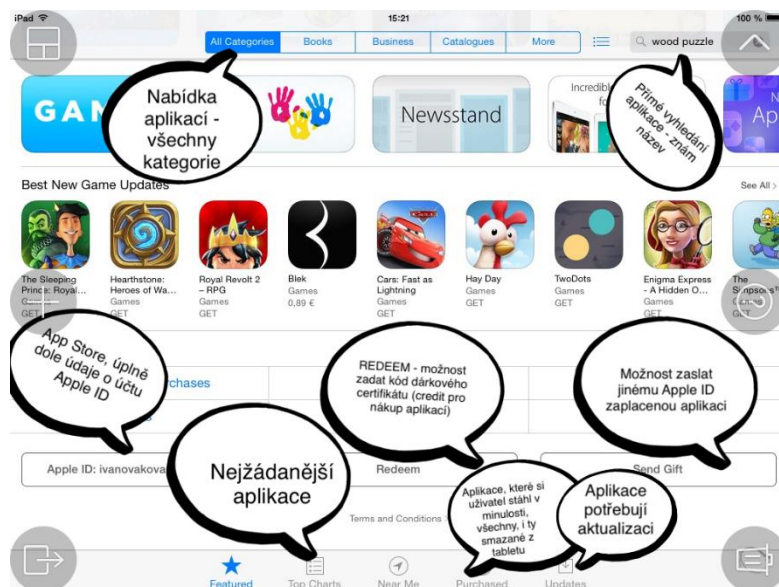 iPad 15:21 100 %
All Categories Books Business Catalogues More wood puzzle
Nabídka
aplikací -
všechny
kategorie
Přímé vyhledání
aplikace - znám
název
Newsstand
Incredible
Best New Game Updates See All >
The Sleeping
Prince: Royal...
Games
GET
Hearthstone:
Heroes of Wa...
Games
GET
Royal Revolt 2
– RPG
Games
GET
Blek
Games
0,89 €
Cars: Fast as
Lightning
Games
GET
Hay Day
Games
GET
TwoDots
Games
GET
Enigma Express
- A Hidden O...
Games
GET
The
Simpsons™
Games
GET
App Store, úplně
dole údaje o účtu
Apple ID
REDEEM - možnost
zadat kód dárkového
certifikátu (credit pro
nákup aplikací)
Možnost zaslat
jinému Apple ID
zaplacenou aplikaci
Apple ID: ivanovakova
Nejžádanější
aplikace
Redeem
Send Gift
Aplikace, které si
uživatel stáhl v
minulosti,
všechny, i ty
smazané z
tabletu
Aplikace
potřebují
aktualizaci
Terms and Conditions
Featured Top Charts Near Me Purchased Updates